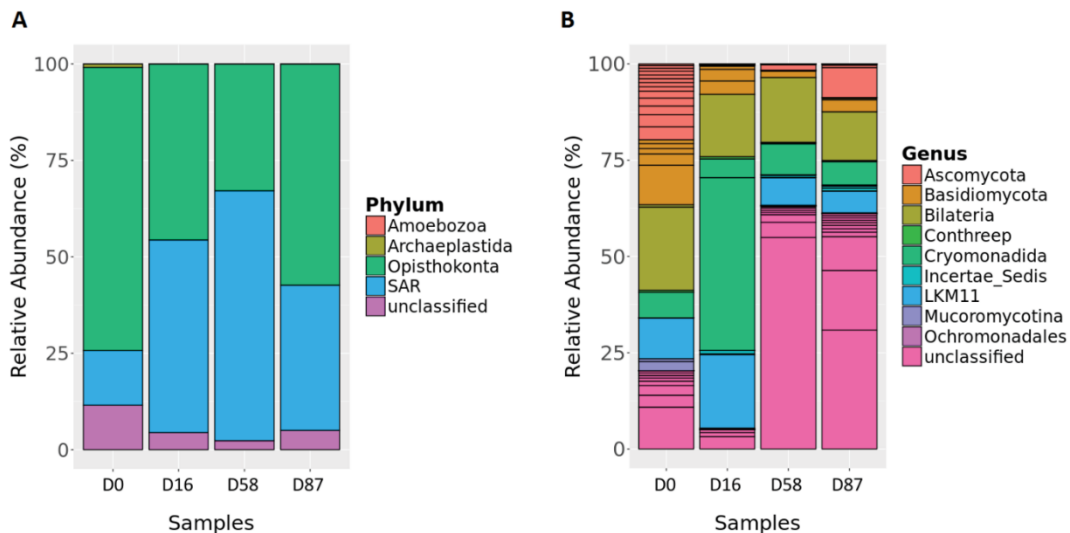 A
Relative Abundance (%)
100
75
50
25
0
D0 D16 D58 D87
Samples
Phylum
Amoebozoa
Archaeplastida
Opisthokonta
SAR
unclassified
B
Relative Abundance (%)
100
75
50
25
0
D0 D16 D58 D87
Samples
Genus
Ascomycota
Basidiomycota
Bilateria
Conthreep
Cryomonadida
Incertae_Sedis
LKM11
Mucoromycotina
Ochromonadales
unclassified